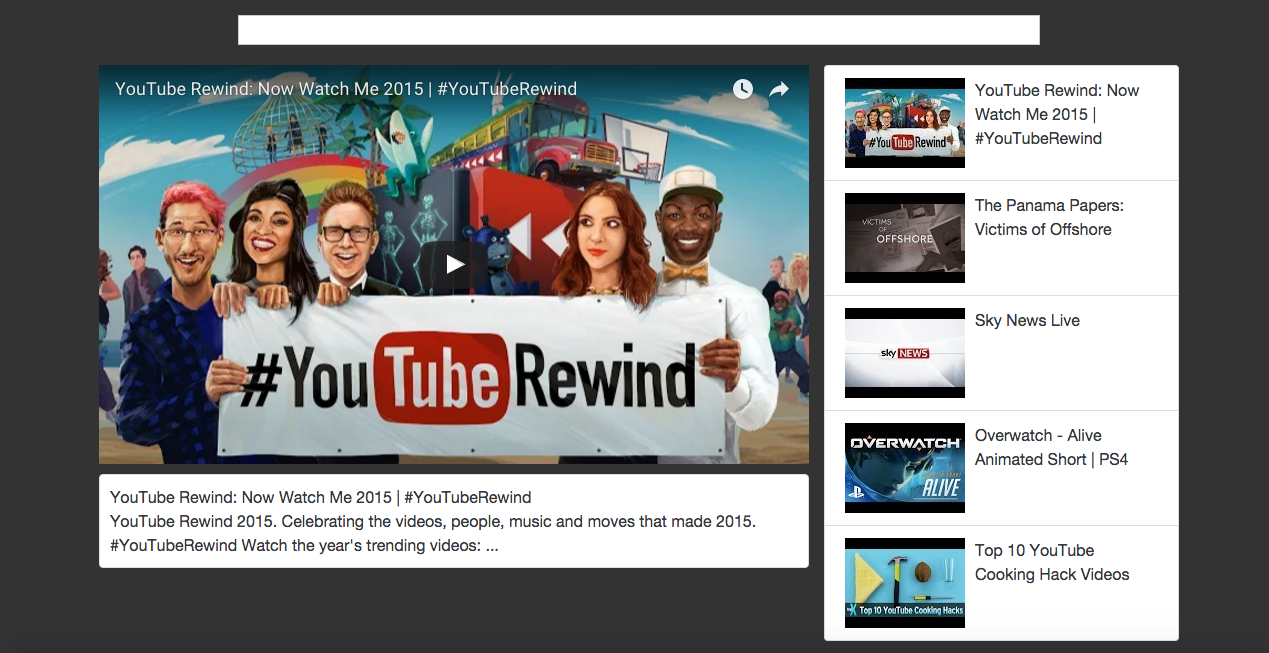 YouTube Rewind: Now Watch Me 2015 | #YouTubeRewind
#YouTubeRewind
YouTube Rewind: Now Watch Me 2015 | #YouTubeRewind
YouTube Rewind 2015. Celebrating the videos, people, music and moves that made 2015.
#YouTubeRewind Watch the year's trending videos: ...
#YouTubeRewind
YouTube Rewind: Now
Watch Me 2015 |
#YouTubeRewind
VICTIMS
OF
OFFSHORE
The Panama Papers:
Victims of Offshore
sky NEWS
Sky News Live
OVERWATCH
ALIVE
Overwatch - Alive
Animated Short | PS4
Top 10 YouTube Cooking Hacks
Top 10 YouTube
Cooking Hack Videos